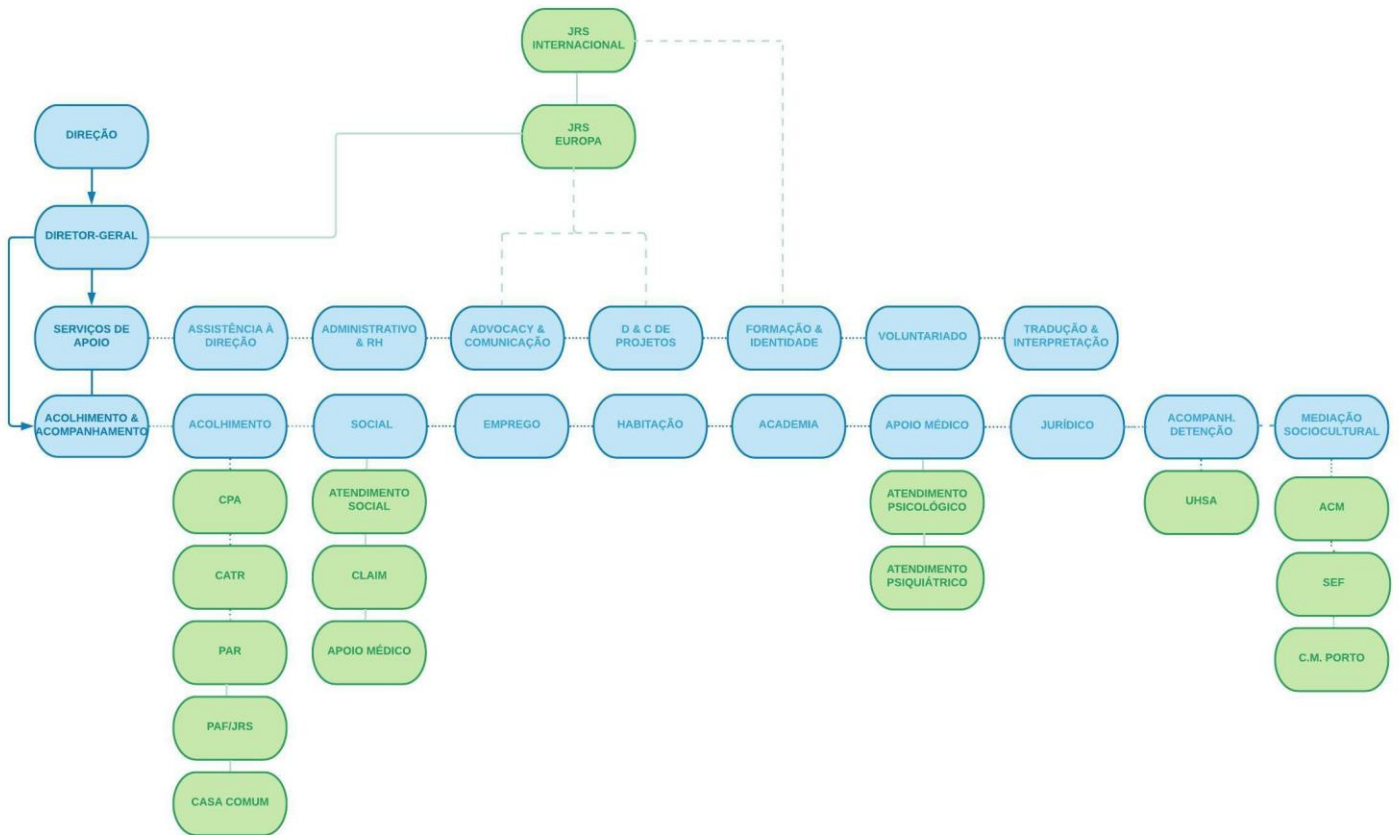 JRS
INTERNACIONAL
JRS
EUROPA
DIREÇÃO
DIRETOR-GERAL
SERVIÇOS DE
APOIO
ASSISTÊNCIA À
DIREÇÃO
ADMINISTRATIVO
& RH
ADVOCACY &
COMUNICAÇÃO
D & C DE
PROJETOS
FORMAÇÃO &
IDENTIDADE
VOLUNTARIADO
TRADUÇÃO &
INTERPRETAÇÃO
ACOLHIMENTO &
ACOMPANHAMENTO
ACOLHIMENTO
SOCIAL
EMPREGO
HABITAÇÃO
ACADEMIA
APOIO MÉDICO
JURÍDICO
ACOMPANH.
DETENÇÃO
MEDIAÇÃO
SOCIOCULTURAL
CPA
CATR
PAR
PAF/JRS
CASA COMUM
ATENDIMENTO
SOCIAL
CLAIM
APOIO MÉDICO
ATENDIMENTO
PSICOLÓGICO
ATENDIMENTO
PSIQUIÁTRICO
UHSA
ACM
SEF
C.M. PORTO